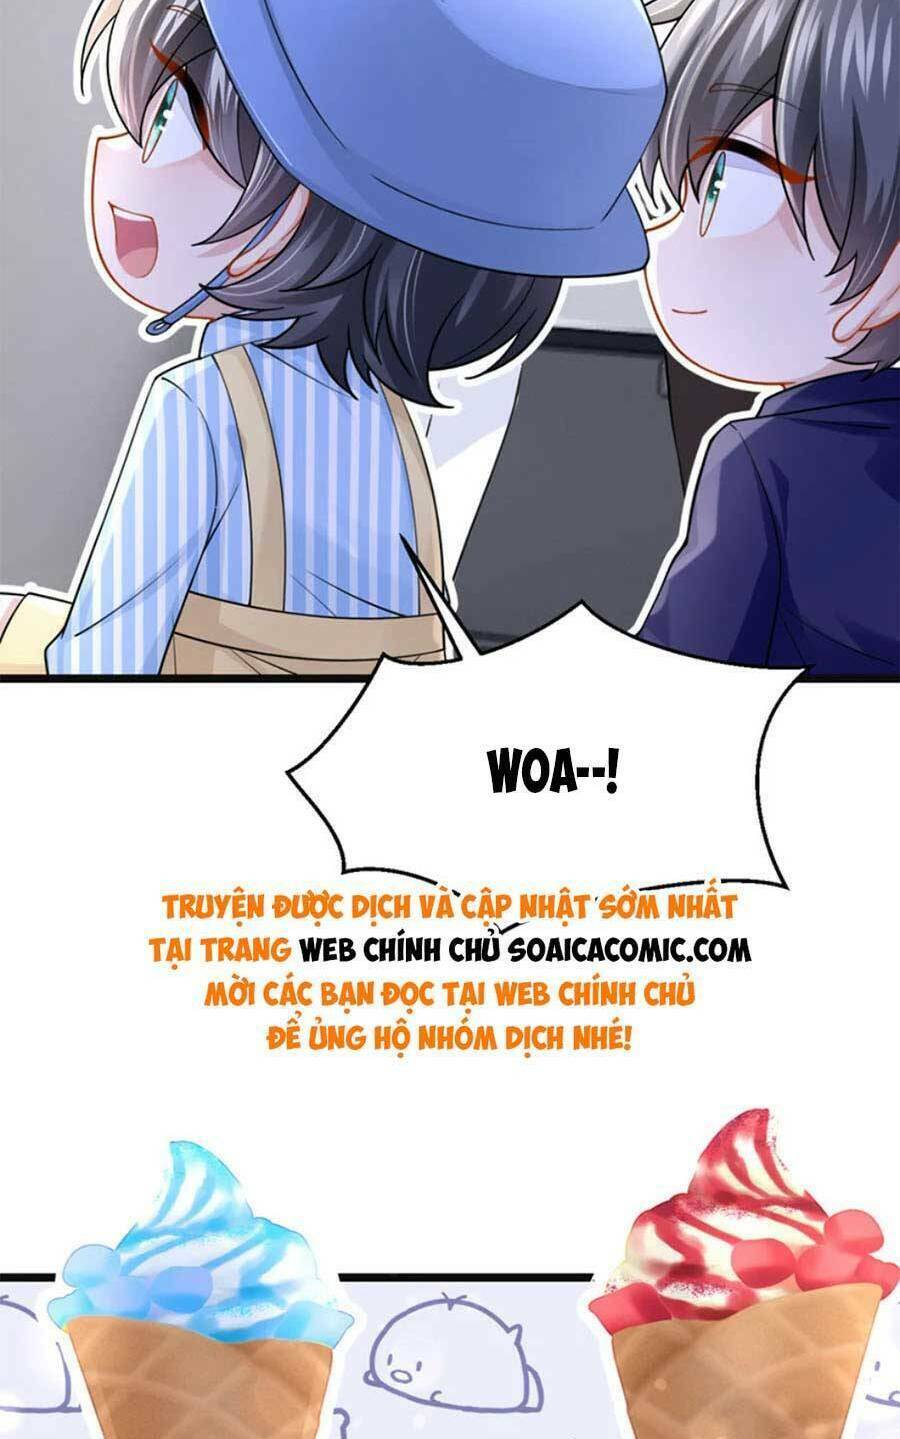 WOA--!
TRUYỆN ĐƯỢC DỊCH VÀ CẬP NHẬT SỚM NHẤT
TẠI TRANG WEB CHÍNH CHỦ SOAICACOMIC.COM
MỜI CÁC BẠN ĐỌC TẠI WEB CHÍNH CHỦ
ĐỂ ỦNG HỘ NHÓM DỊCH NHÉ!